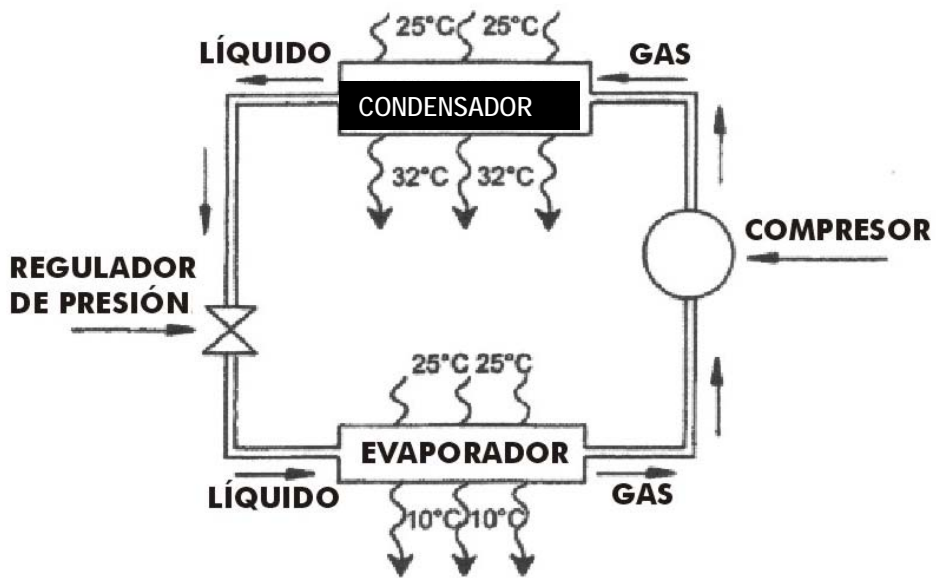 25°C 25°C
LÍQUIDO
GAS
CONDENSADOR
32°C 32°C
COMPRESOR
REGULADOR
DE PRESIÓN
25°C 25°C
EVAPORADOR
LÍQUIDO
GAS
10°C 10°C